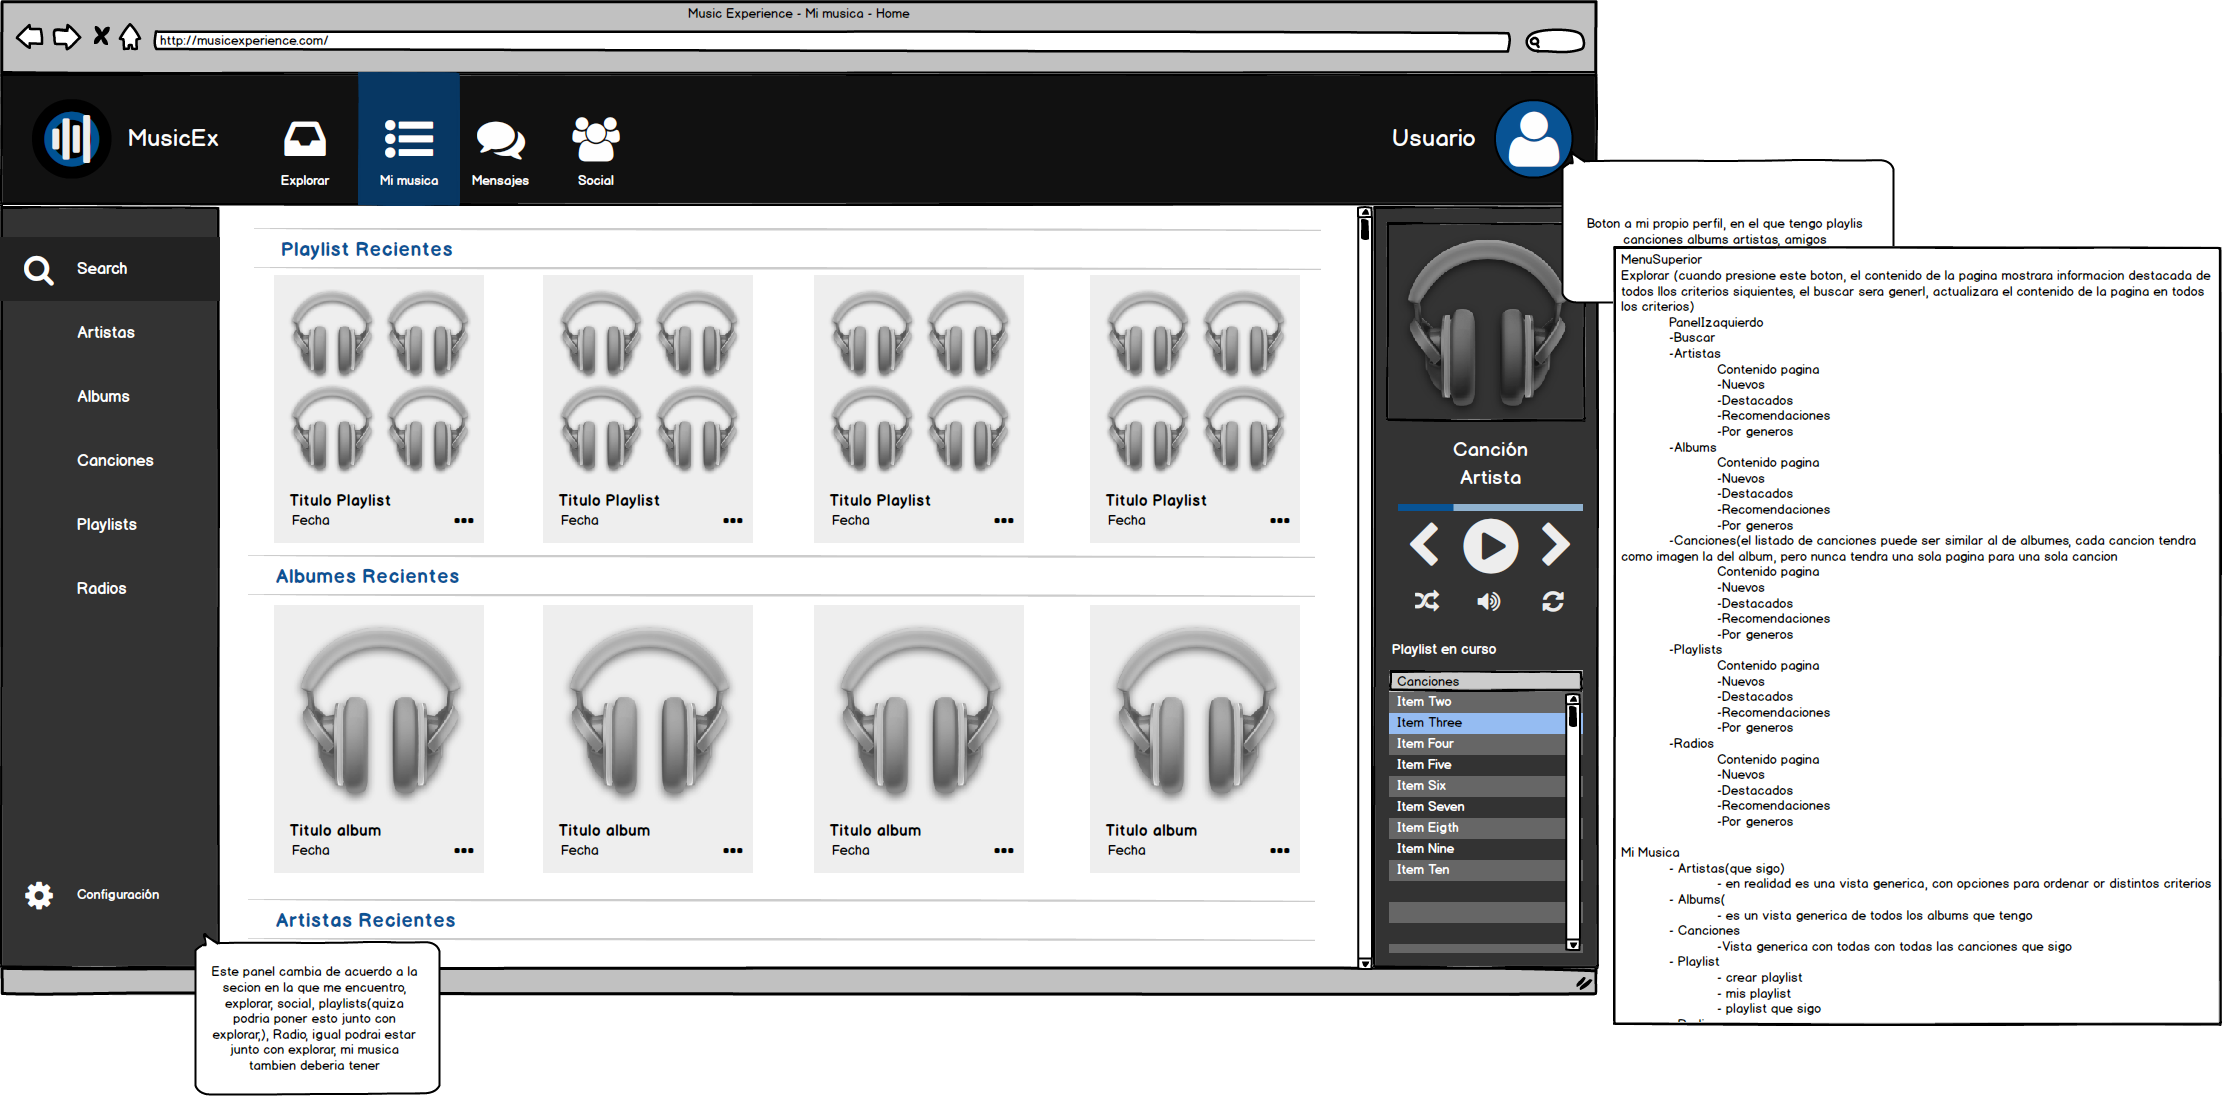 Music Experience - Mi musica - Home
http://musicexperience.com/
MusicEx
Explorar
Mi musica
Mensajes
Social
Usuario
Boton a mi propio perfil, en el que tengo playlis
canciones albums artistas, amigos
Search
Artistas
Albums
Canciones
Playlists
Radios
Configuración
Playlist Recientes
Titulo Playlist
Fecha
Titulo Playlist
Fecha
Titulo Playlist
Fecha
Titulo Playlist
Fecha
Albumes Recientes
Titulo album
Fecha
Titulo album
Fecha
Titulo album
Fecha
Titulo album
Fecha
Artistas Recientes
Canción
Artista
Playlist en curso
Canciones
Item Two
Item Three
Item Four
Item Five
Item Six
Item Seven
Item Eigth
Item Nine
Item Ten
Este panel cambia de acuerdo a la
secion en la que me encuentro,
explorar, social, playlists(quiza
podria poner esto junto con
explorar,), Radio, igual podrai estar
junto con explorar, mi musica
tambien deberia tener
MenuSuperior
Explorar (cuando presione este boton, el contenido de la pagina mostrara informacion destacada de
todos llos criterios siquientes, el buscar sera generl, actualizara el contenido de la pagina en todos
los criterios)
PanelIzaquierdo
-Buscar
-Artistas
Contenido pagina
-Nuevos
-Destacados
-Recomendaciones
-Por generos
-Albums
Contenido pagina
-Nuevos
-Destacados
-Recomendaciones
-Por generos
-Canciones(el listado de canciones puede ser similar al de albumes, cada cancion tendra
como imagen la del album, pero nunca tendra una sola pagina para una sola cancion
Contenido pagina
-Nuevos
-Destacados
-Recomendaciones
-Por generos
-Playlists
Contenido pagina
-Nuevos
-Destacados
-Recomendaciones
-Por generos
-Radios
Contenido pagina
-Nuevos
-Destacados
-Recomendaciones
-Por generos
Mi Musica
- Artistas(que sigo)
- en realidad es una vista generica, con opciones para ordenar or distintos criterios
- Albums(
- es un vista generica de todos los albums que tengo
- Canciones
-Vista generica con todas con todas las canciones que sigo
- Playlist
- crear playlist
- mis playlist
- playlist que sigo